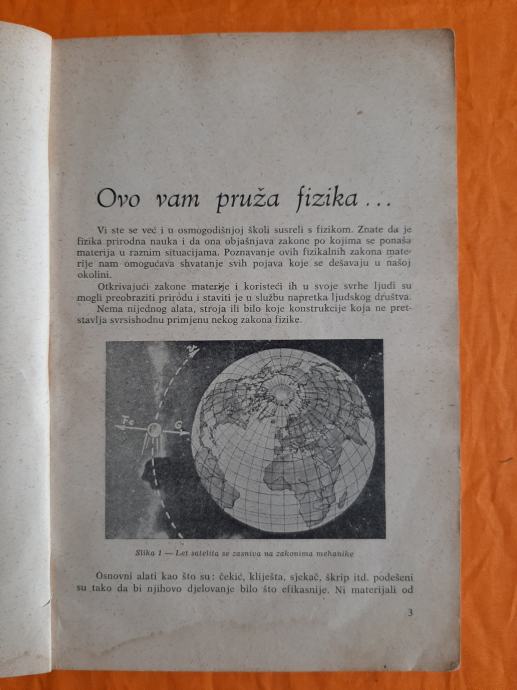 Ovo vam pruža fizika...
Vi ste se već i u osmogodišnjoj školi susreli s fizikom. Znate da je
fizika prirodna nauka i da ona objašnjava zakone po kojima se ponaša
materija u raznim situacijama. Poznavanje ovih fizikalnih zakona mate-
rije nam omogućava shvatanje svih pojava koje se dešavaju u našoj
okolini.
Otkrivajući zakone materije i koristeći ih u svoje svrhe ljudi su
mogli preobraziti prirodu i staviti je u službu napretka ljudskog društva.
Nema nijednog alata, stroja ili bilo koje konstrukcije koja ne pret-
stavlja svrsishodnu primjenu nekog zakona fizike.
Slika 1 — Let satelita se zasniva na zakonima mehanike
Osnovni alati kao što su: čekić, kliješta, sjekač, škrip itd. podešeni
su tako da bi njihovo djelovanje bilo što efikasnije. Ni materijali od
3